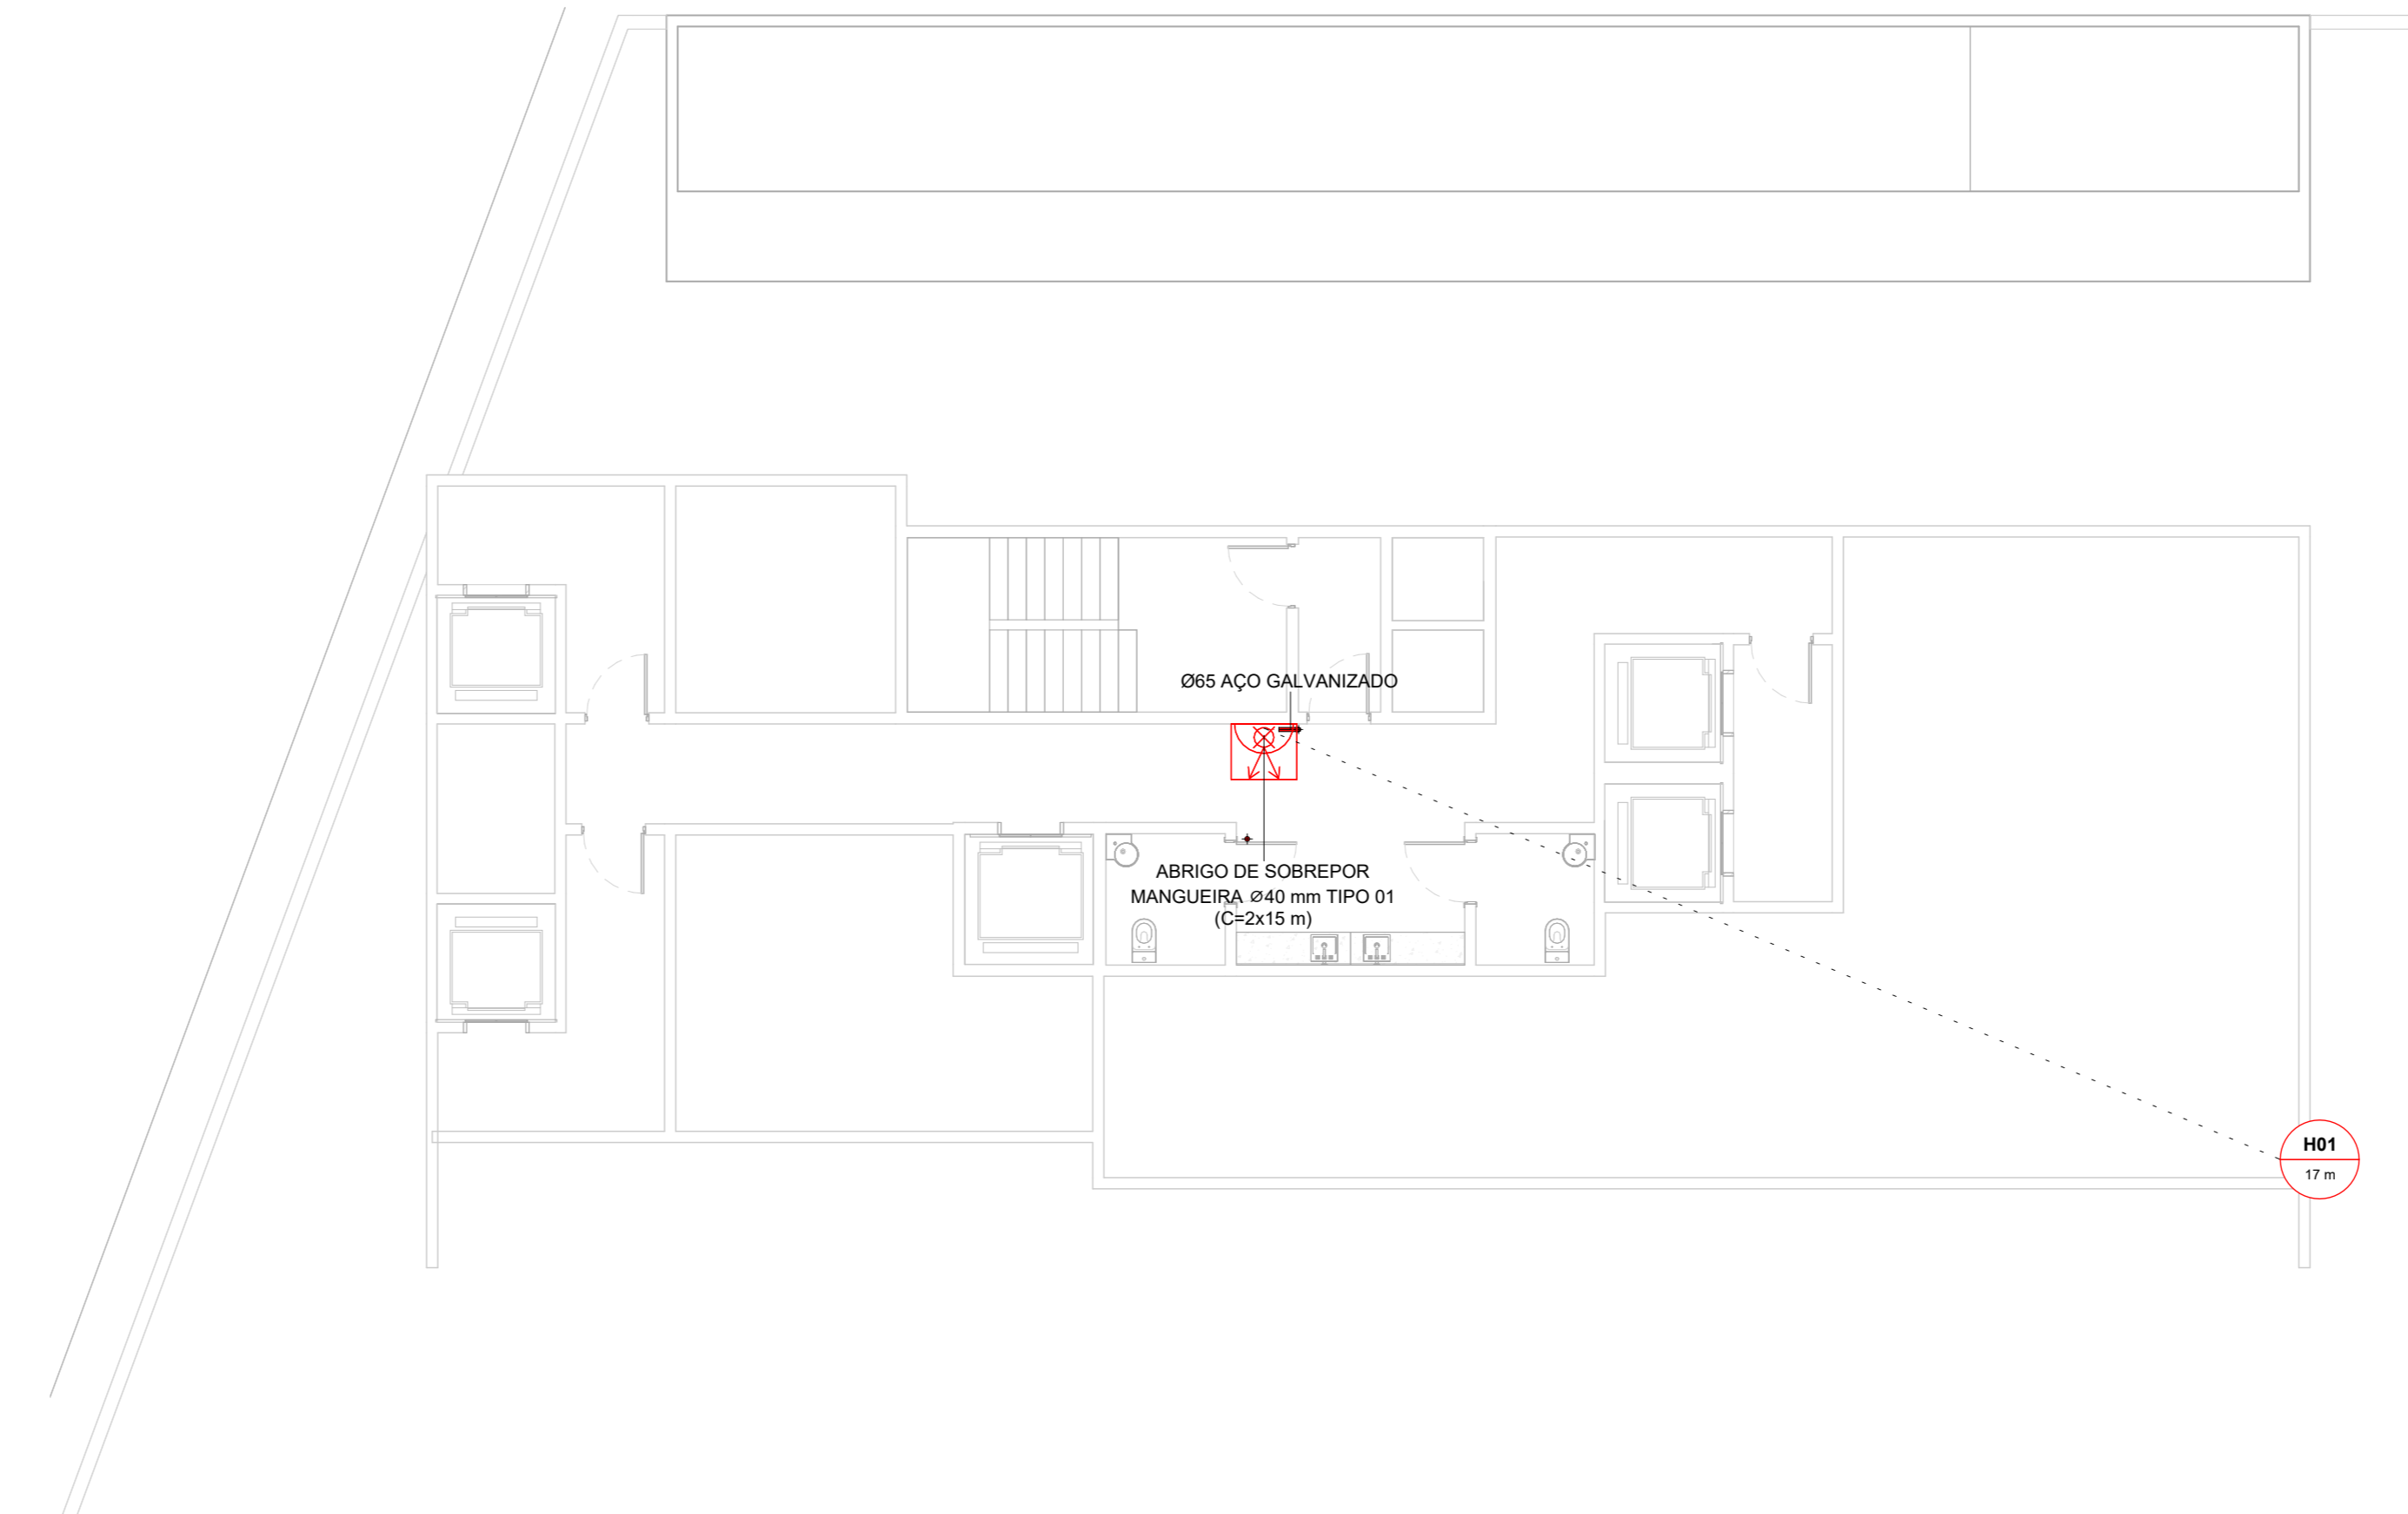 Ø65 AÇO GALVANIZADO
ABRIGO DE SOBREPOR
MANGUEIRA Ø40 mm TIPO 01
(C=2x15 m)
H01
17 m